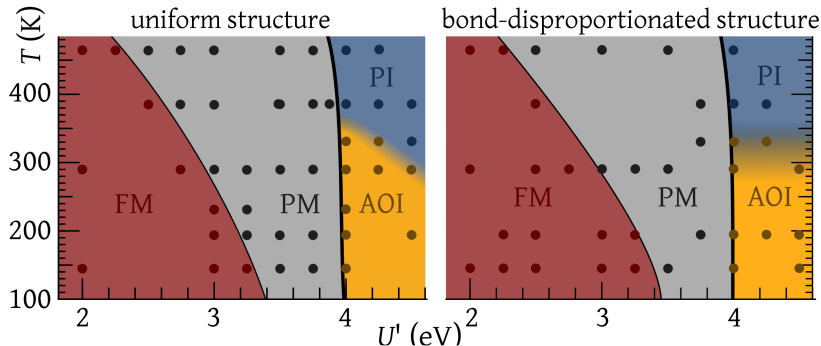 uniform structure
bond-disproportionated structure
T (K)
400
300
200
100
PI
FM
PM
AOI
PI
FM
PM
AOI
2
3
4
2
3
4
U' (eV)